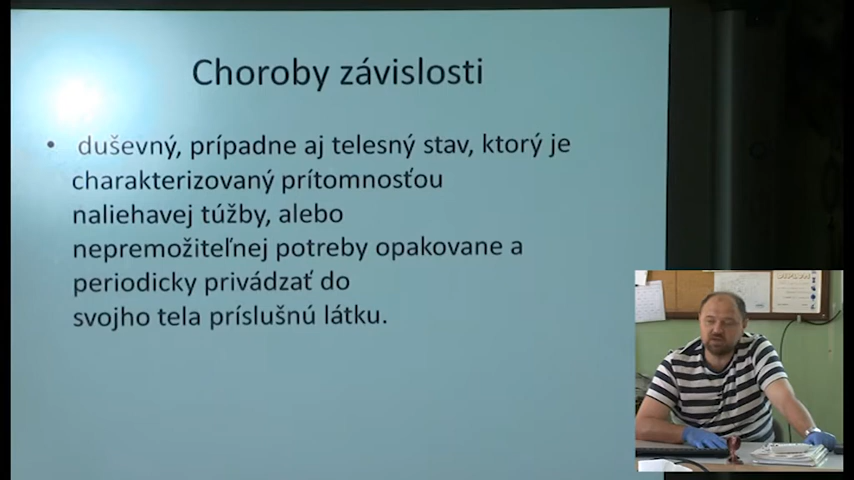 Choroby závislosti
• duševný, prípadne aj telesný stav, ktorý je
charakterizovaný prítomnosťou
naliehavej túžby, alebo
nepremožiteľnej potreby opakovane a
periodicky privádzať do
svojho tela príslušnú látku.